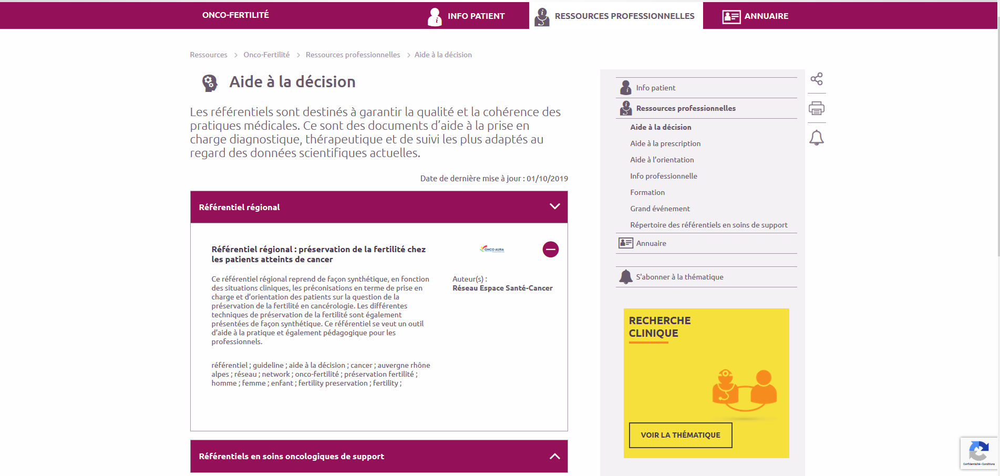 ONCO-FERTILITÉ
INFO PATIENT
RESSOURCES PROFESSIONNELLES
ANNUAIRE
Ressources > Onco-Fertilité > Ressources professionnelles > Aide à la décision
Aide à la décision
Les référentiels sont destinés à garantir la qualité et la cohérence des
pratiques médicales. Ce sont des documents d’aide à la prise en
charge diagnostique, thérapeutique et de suivi les plus adaptés au
regard des données scientifiques actuelles.
Date de dernière mise à jour : 01/10/2019
Référentiel régional
Référentiel régional : préservation de la fertilité chez
les patients atteints de cancer
ONCO AURA
Ce référentiel régional reprend de façon synthétique, en fonction
des situations cliniques, les préconisations en terme de prise en
charge et d’orientation des patients sur la question de la
préservation de la fertilité en cancérologie. Les différentes
techniques de préservation de la fertilité sont également
présentées de façon synthétique. Ce référentiel se veut un outil
d’aide à la pratique et également pédagogique pour les
professionnels.
Auteur(s) :
Réseau Espace Santé-Cancer
référentiel ; guideline ; aide à la décision ; cancer ; auvergne rhône
alpes ; réseau ; network ; onco-fertilité ; préservation fertilité ;
homme ; femme ; enfant ; fertility preservation ; fertility ;
Référentiels en soins oncologiques de support
Info patient
Ressources professionnelles
Aide à la décision
Aide à la prescription
Aide à l’orientation
Info professionnelle
Formation
Grand événement
Répertoire des référentiels en soins de support
Annuaire
S'abonner à la thématique
RECHERCHE
CLINIQUE
VOIR LA THÉMATIQUE
Confidentialité - Conditions